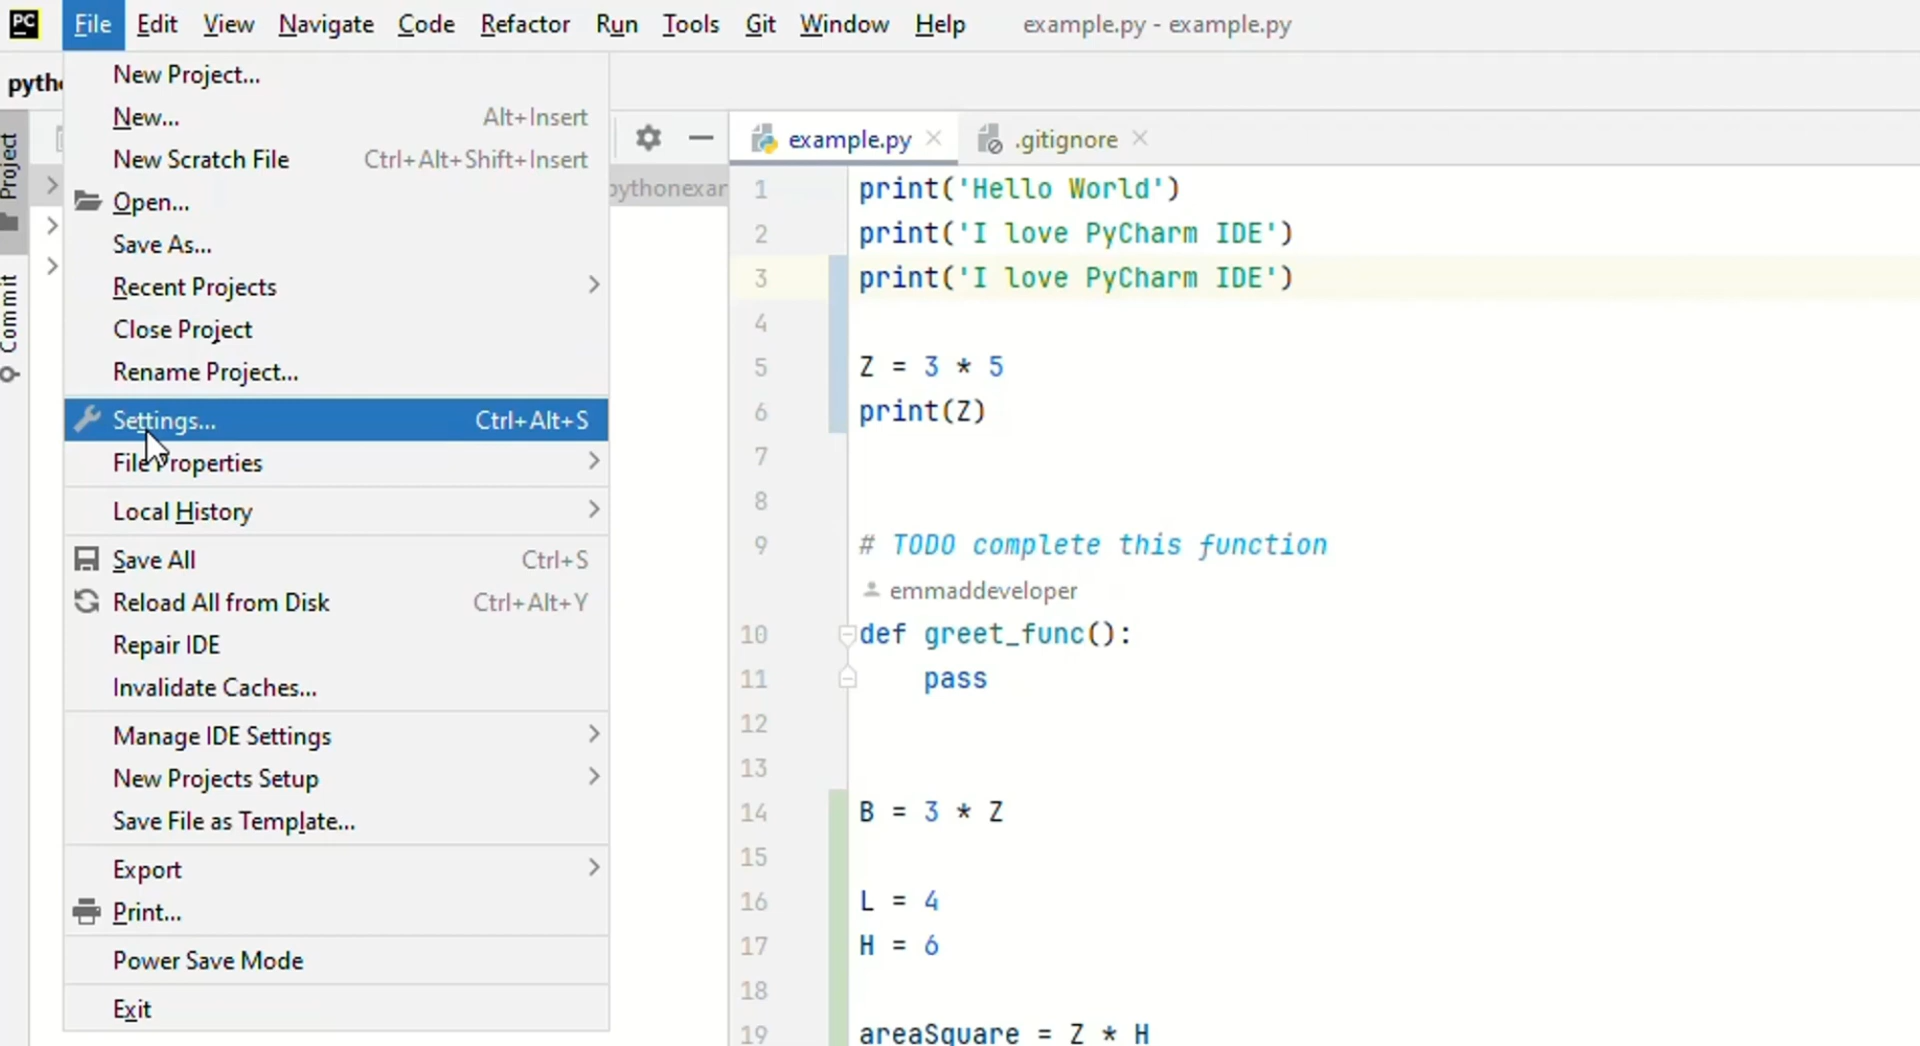 PC File Edit View Navigate Code Refactor Run Tools Git Window Help example.py - example.py
Project
Commit
New Project...
New... Alt+Insert
New Scratch File Ctrl+Alt+Shift+Insert
Open...
Save As...
Recent Projects
Close Project
Rename Project...
Settings... Ctrl+Alt+S
File Properties
Local History
Save All Ctrl+S
Reload All from Disk Ctrl+Alt+Y
Repair IDE
Invalidate Caches...
Manage IDE Settings
New Projects Setup
Save File as Template...
Export
Print...
Power Save Mode
Exit
example.py .gitignore
1 print('Hello World')
2 print('I love PyCharm IDE')
3 print('I love PyCharm IDE')
4
5 Z = 3 * 5
6 print(Z)
7
8
9 # TODO complete this function
emmaddeveloper
10 def greet_func():
11 pass
12
13
14 B = 3 * Z
15
16 L = 4
17 H = 6
18
19 areaSquare = Z * H